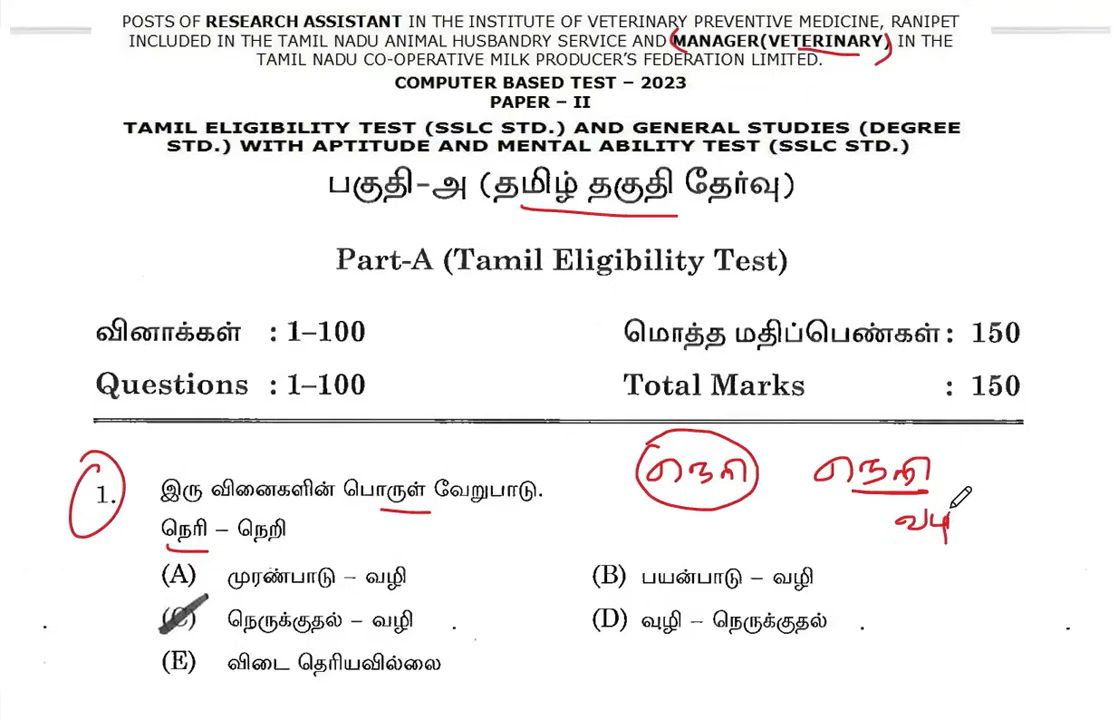 POSTS OF RESEARCH ASSISTANT IN THE INSTITUTE OF VETERINARY PREVENTIVE MEDICINE, RANIPET
INCLUDED IN THE TAMIL NADU ANIMAL HUSBANDRY SERVICE AND MANAGER(VETERINARY) IN THE
TAMIL NADU CO-OPERATIVE MILK PRODUCER'S FEDERATION LIMITED.
COMPUTER BASED TEST – 2023
PAPER – II
TAMIL ELIGIBILITY TEST (SSLC STD.) AND GENERAL STUDIES (DEGREE
STD.) WITH APTITUDE AND MENTAL ABILITY TEST (SSLC STD.)
பகுதி-அ (தமிழ் தகுதி தேர்வு)
Part-A (Tamil Eligibility Test)
வினாக்கள் : 1–100 மொத்த மதிப்பெண்கள் : 150
Questions : 1–100 Total Marks : 150
நெரி நெறி
1. இரு வினைகளின் பொருள் வேறுபாடு.
வழி
நெரி – நெறி
(A) முரண்பாடு – வழி (B) பயன்பாடு – வழி
(C) நெருக்குதல் – வழி (D) வுழி – நெருக்குதல்
(E) விடை தெரியவில்லை